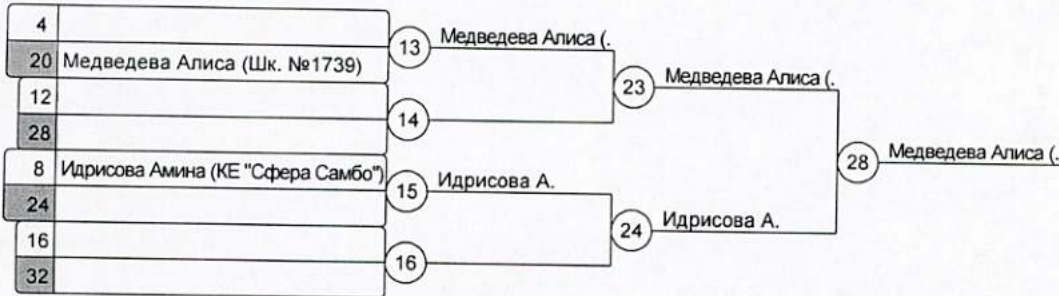 4
13 Медведева Алиса (.
20 Медведева Алиса (Шк. №1739)
23 Медведева Алиса (.
12
14
28
28 Медведева Алиса (.
8 Идрисова Амина (КЕ "Сфера Самбо")
15 Идрисова А.
24
24 Идрисова А.
16
16
32